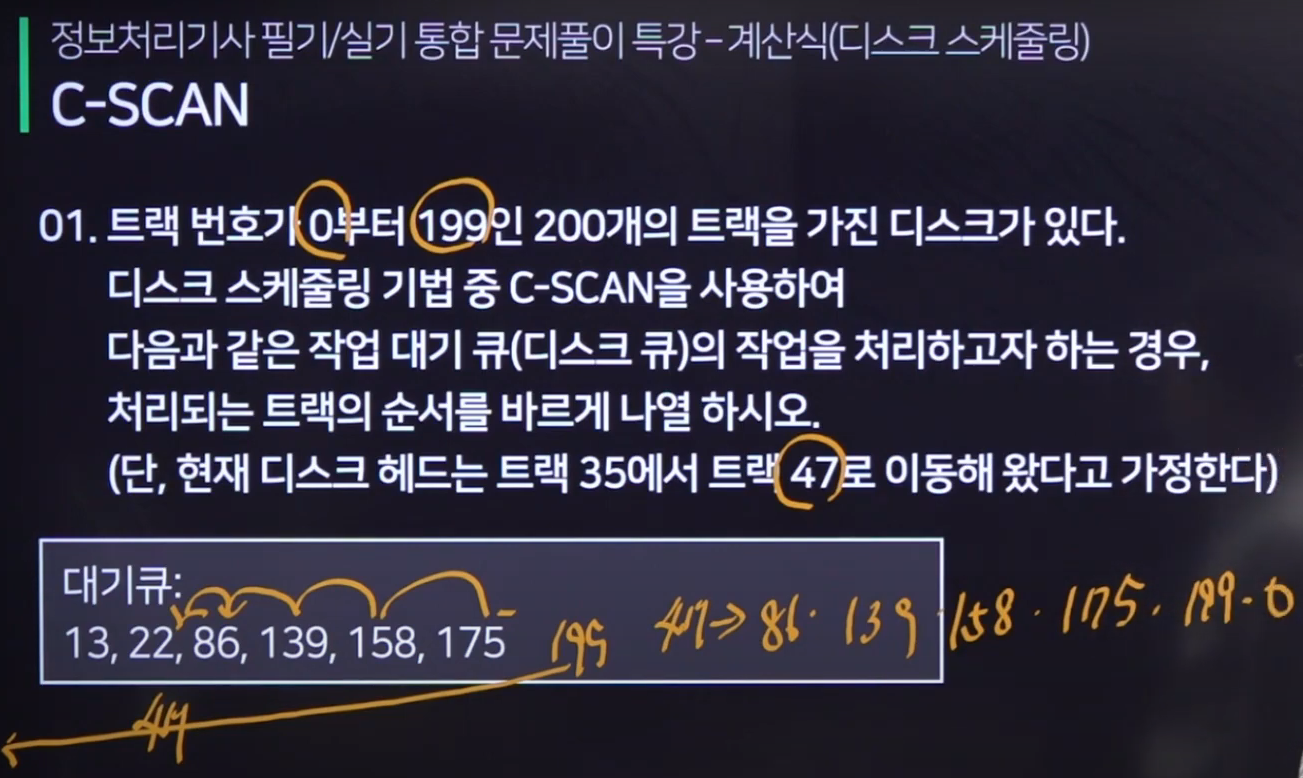 정보처리기사 필기/실기 통합 문제풀이 특강 – 계산식(디스크 스케줄링)
C-SCAN
01. 트랙 번호가 0부터 199인 200개의 트랙을 가진 디스크가 있다.
디스크 스케줄링 기법 중 C-SCAN을 사용하여
다음과 같은 작업 대기 큐(디스크 큐)의 작업을 처리하고자 하는 경우,
처리되는 트랙의 순서를 바르게 나열 하시오.
(단, 현재 디스크 헤드는 트랙 35에서 트랙 47로 이동해 왔다고 가정한다)
대기큐:
13, 22, 86, 139, 158, 175
199 47→86· 139 ·158 · 175 · 199 · 0
47